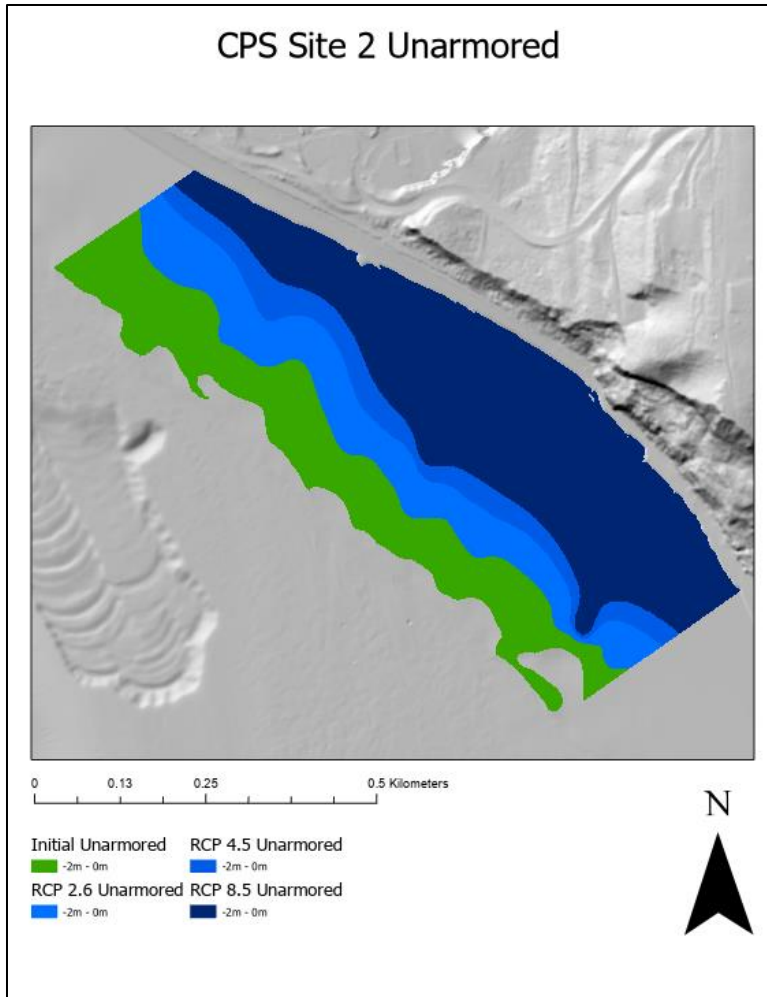 CPS Site 2 Unarmored
0 0.13 0.25 0.5 Kilometers
N
Initial Unarmored RCP 4.5 Unarmored
-2m - 0m -2m - 0m
RCP 2.6 Unarmored RCP 8.5 Unarmored
-2m - 0m -2m - 0m